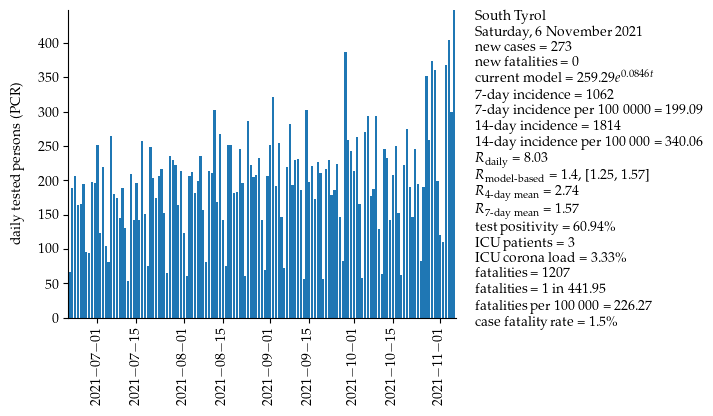 daily tested persons (PCR)
400
350
300
250
200
150
100
50
0
2021-07-01
2021-07-15
2021-08-01
2021-08-15
2021-09-01
2021-09-15
2021-10-01
2021-10-15
2021-11-01
South Tyrol
Saturday, 6 November 2021
new cases = 273
new fatalities = 0
current model = 259.29e^0.0846t
7-day incidence = 1062
7-day incidence per 100 0000 = 199.09
14-day incidence = 1814
14-day incidence per 100 000 = 340.06
R_daily = 8.03
R_model-based = 1.4, [1.25, 1.57]
R_4-day mean = 2.74
R_7-day mean = 1.57
test positivity = 60.94%
ICU patients = 3
ICU corona load = 3.33%
fatalities = 1207
fatalities = 1 in 441.95
fatalities per 100 000 = 226.27
case fatality rate = 1.5%